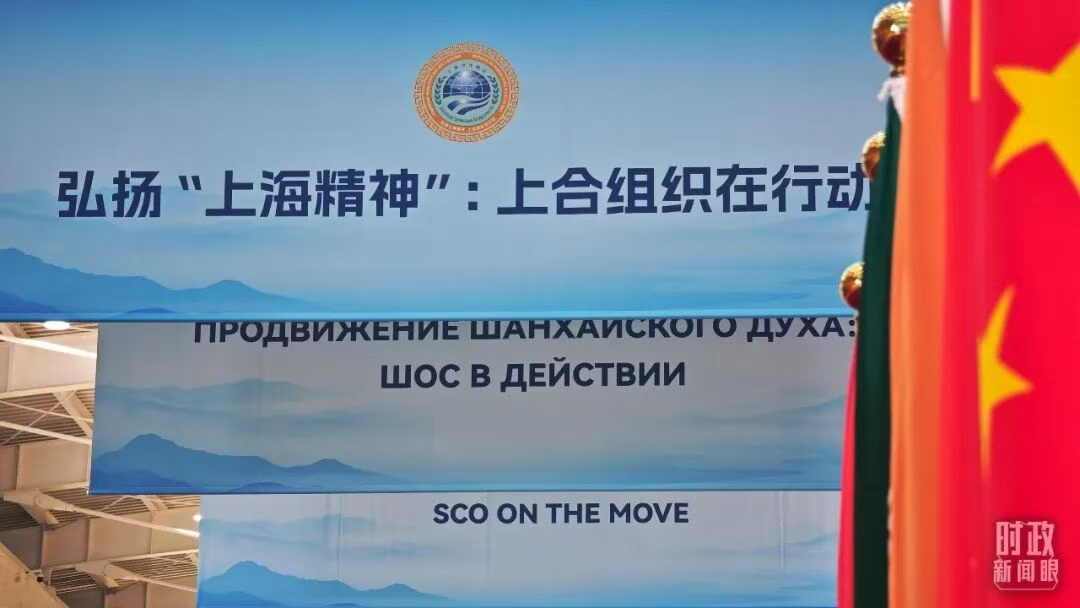 弘扬“上海精神”：上合组织在行动
ПРОДВИЖЕНИЕ ШАНХАЙСКОГО ДУХА:
ШОС В ДЕЙСТВИИ
SCO ON THE MOVE
时政
新闻眼